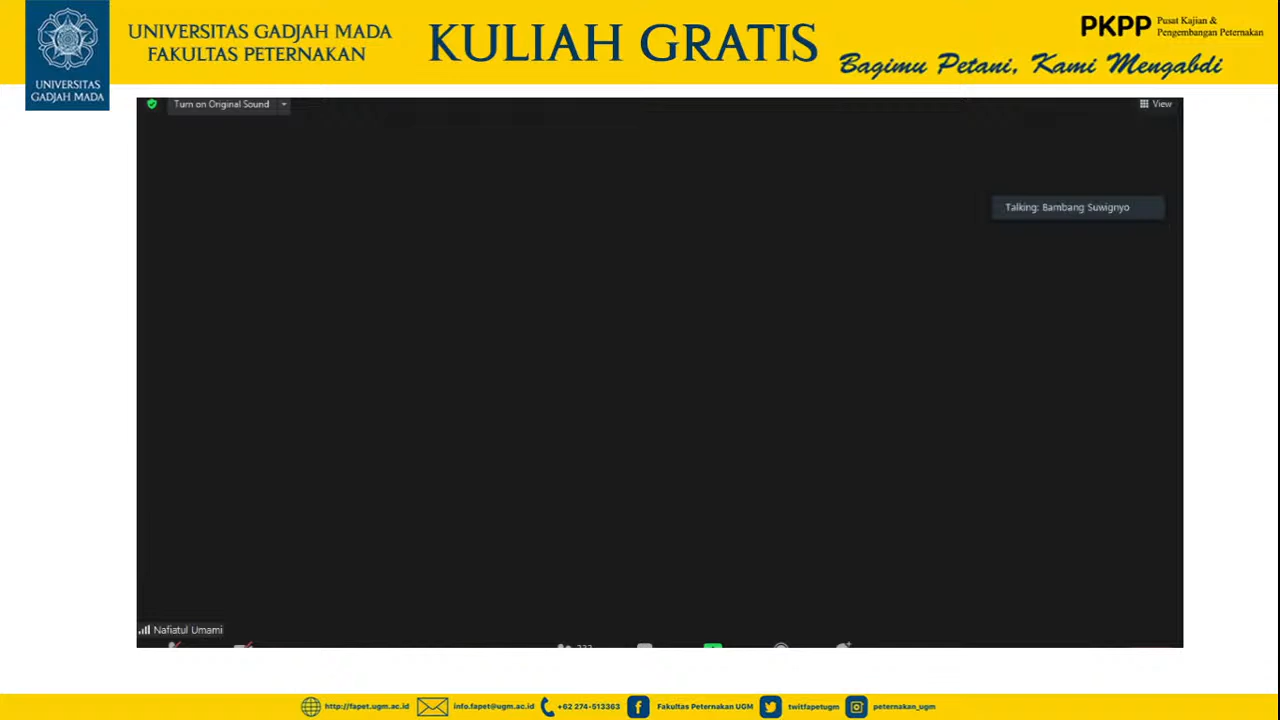 UNIVERSITAS GADJAH MADA
FAKULTAS PETERNAKAN
KULIAH GRATIS
PKPP Pusat Kajian &
Pengembangan Peternakan
Bagimu Petani, Kami Mengabdi
UNIVERSITAS
GADJAH MADA
Turn on Original Sound
View
Talking: Bambang Suwignyo
Nafiatul Umami
http://fapet.ugm.ac.id
info.fapet@ugm.ac.id
+62 274-513363
Fakultas Peternakan UGM
twitfapetugm
peternakan_ugm